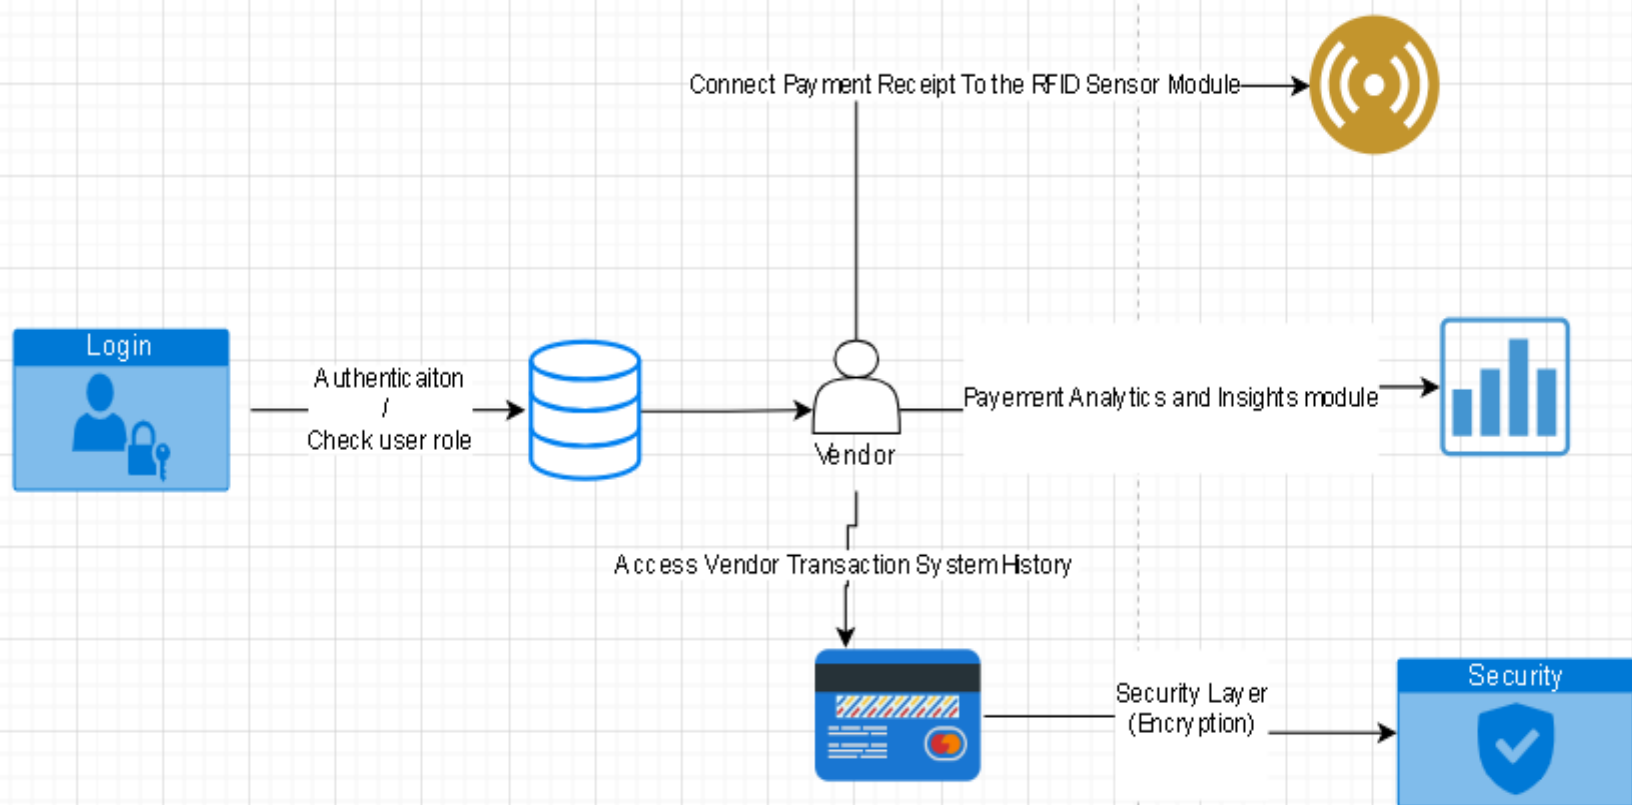 Connect Payment Receipt To the RFID Sensor Module
Login
Authenticaiton
/
Check user role
Vendor
Payement Analytics and Insights module
Access Vendor Transaction System History
Security Layer
(Encryption)
Security